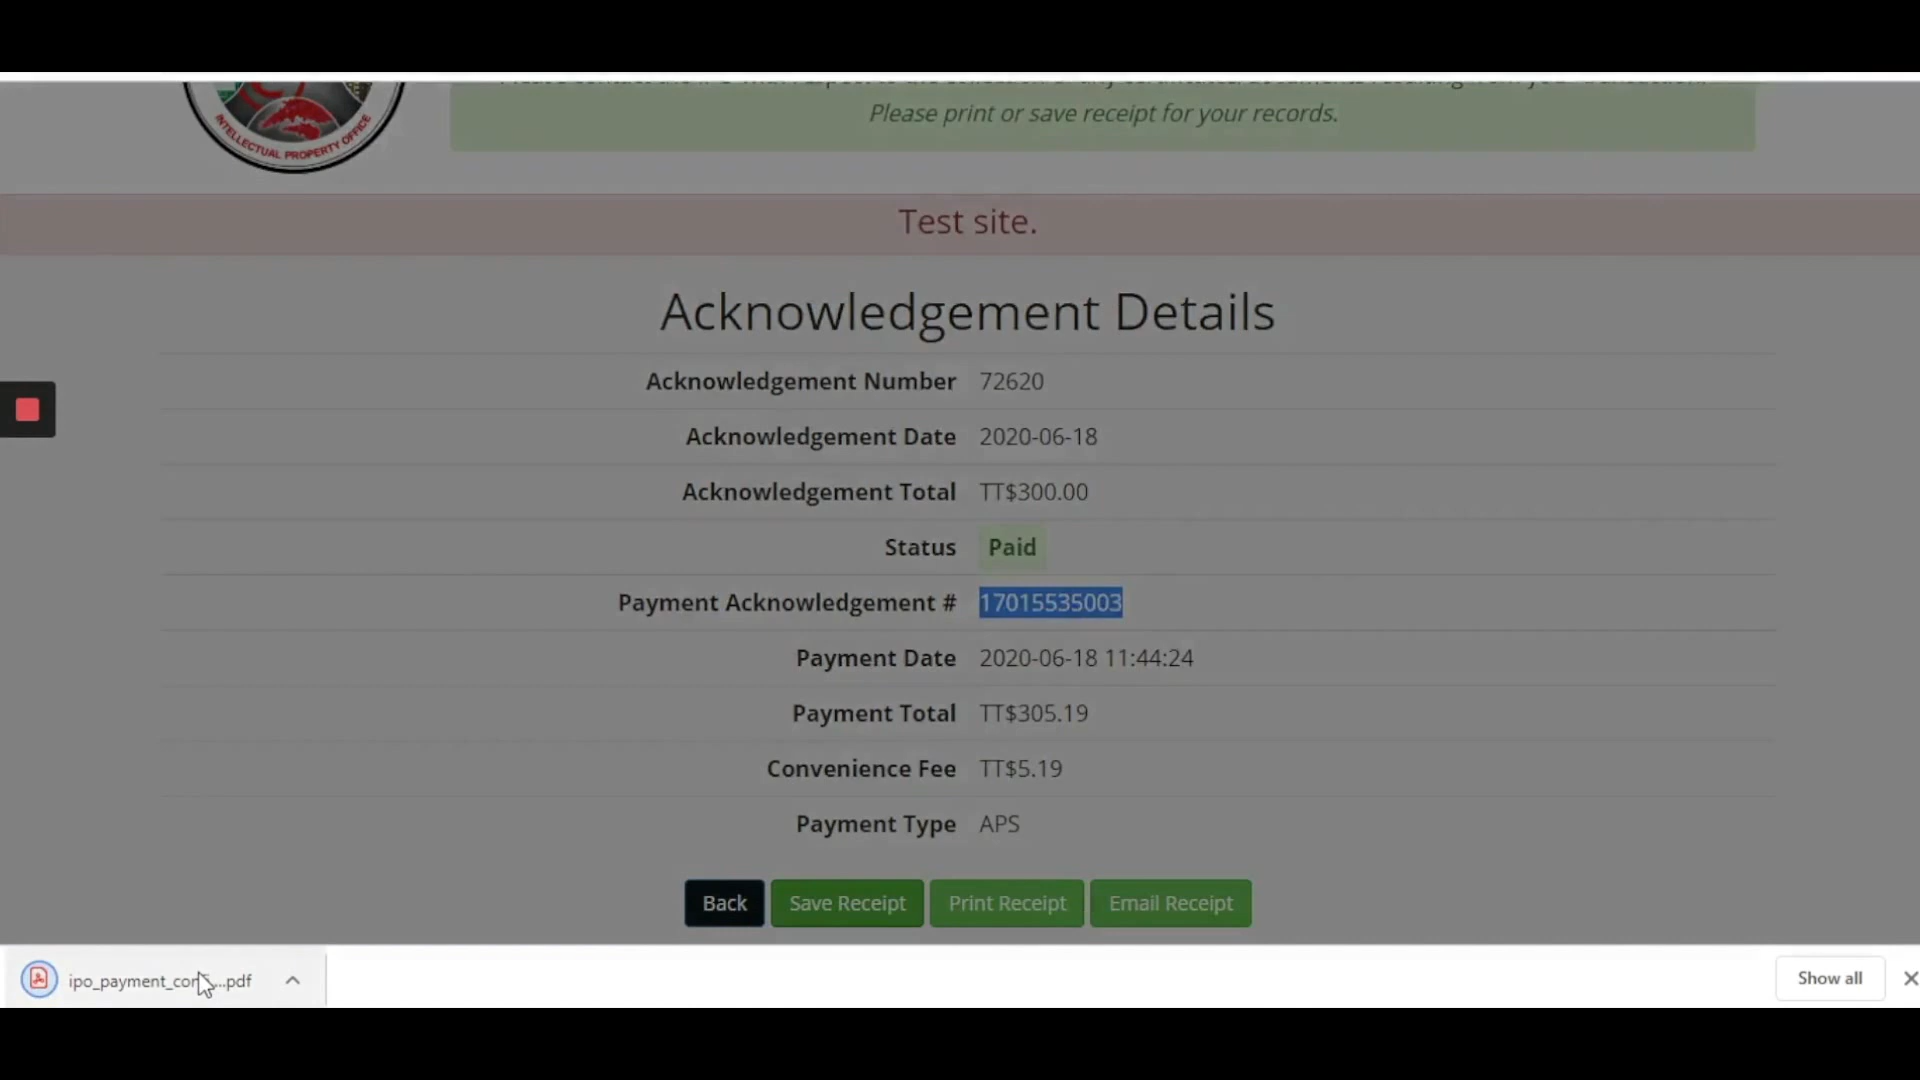 INTELLECTUAL PROPERTY OFFICE
Please print or save receipt for your records.
Test site.
Acknowledgement Details
Acknowledgement Number 72620
Acknowledgement Date 2020-06-18
Acknowledgement Total TT$300.00
Status Paid
Payment Acknowledgement # 17015535003
Payment Date 2020-06-18 11:44:24
Payment Total TT$305.19
Convenience Fee TT$5.19
Payment Type APS
Back Save Receipt Print Receipt Email Receipt
ipo_payment_con...pdf Show all